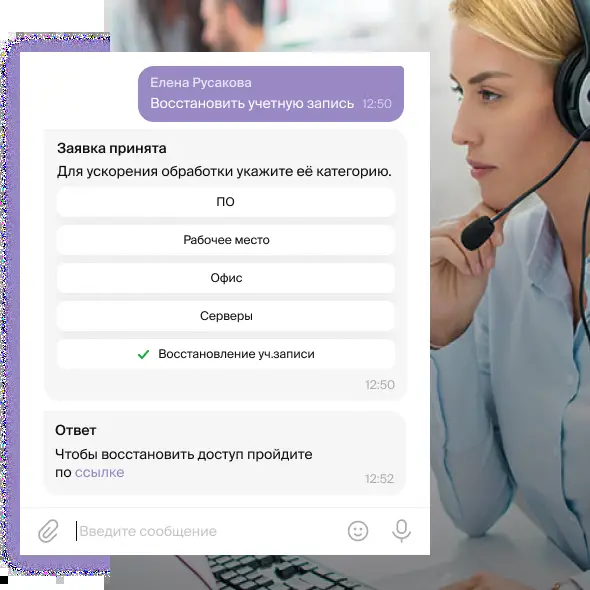 Елена Русакова
Восстановить учетную запись 12:50
Заявка принята
Для ускорения обработки укажите её категорию.
ПО
Рабочее место
Офис
Серверы
Восстановление уч.записи
12:50
Ответ
Чтобы восстановить доступ пройдите
по ссылке
12:52
Введите сообщение